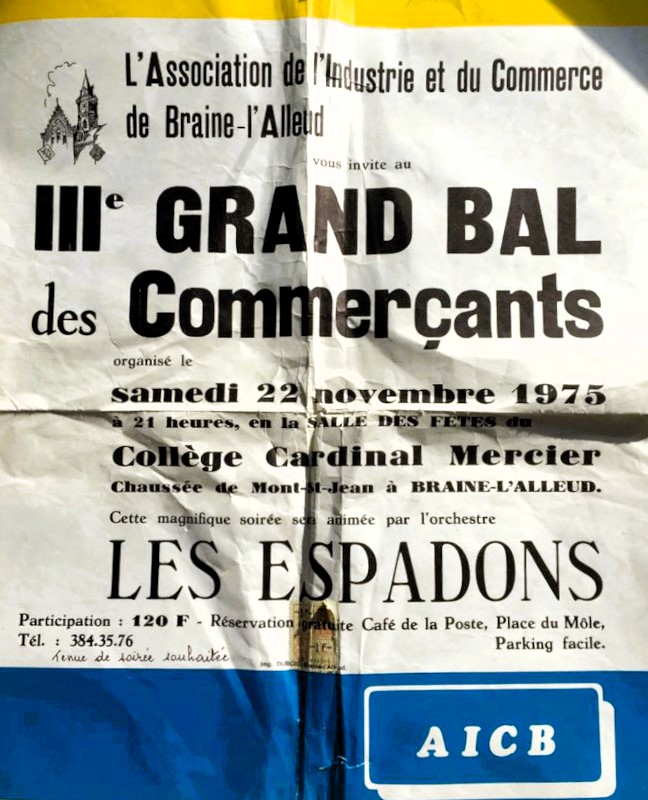 L'Association de l'Industrie et du Commerce
de Braine-l'Alleud
vous invite au
IIIe GRAND BAL
des Commerçants
organisé le
samedi 22 novembre 1975
à 21 heures, en la SALLE DES FÊTES du
Collège Cardinal Mercier
Chaussée de Mont-St-Jean à BRAINE-L'ALLEUD.
Cette magnifique soirée sera animée par l'orchestre
LES ESPADONS
Participation : 120 F - Réservation gratuite Café de la Poste, Place du Môle,
Tél. : 384.35.76 Parking facile.
Tenue de soirée souhaitée
AICB